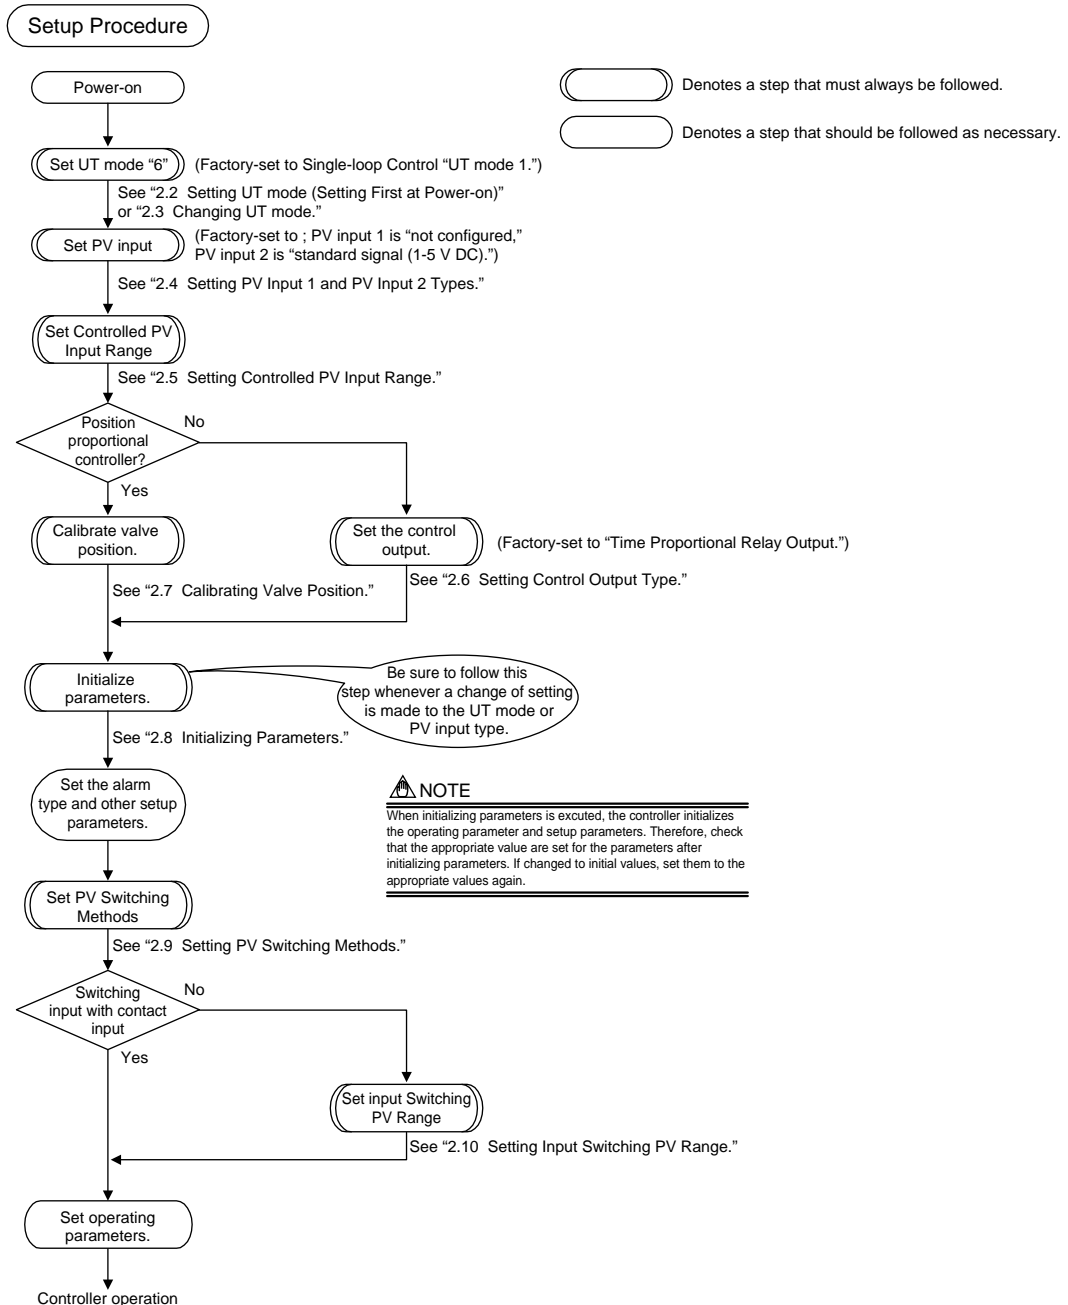 Setup Procedure
Power-on
Denotes a step that must always be followed.
Denotes a step that should be followed as necessary.
Set UT mode “6”
(Factory-set to Single-loop Control “UT mode 1.”)
See “2.2 Setting UT mode (Setting First at Power-on)”
or “2.3 Changing UT mode.”
Set PV input
(Factory-set to ; PV input 1 is “not configured,”
PV input 2 is “standard signal (1-5 V DC).”)
See “2.4 Setting PV Input 1 and PV Input 2 Types.”
Set Controlled PV
Input Range
See “2.5 Setting Controlled PV Input Range.”
Position
proportional
controller?
No
Yes
Calibrate valve
position.
Set the control
output.
(Factory-set to “Time Proportional Relay Output.”)
See “2.7 Calibrating Valve Position.”
See “2.6 Setting Control Output Type.”
Initialize
parameters.
Be sure to follow this
step whenever a change of setting
is made to the UT mode or
PV input type.
See “2.8 Initializing Parameters.”
Set the alarm
type and other setup
parameters.
NOTE
When initializing parameters is excuted, the controller initializes
the operating parameter and setup parameters. Therefore, check
that the appropriate value are set for the parameters after
initializing parameters. If changed to initial values, set them to the
appropriate values again.
Set PV Switching
Methods
See “2.9 Setting PV Switching Methods.”
Switching
input with contact
input
No
Yes
Set input Switching
PV Range
See “2.10 Setting Input Switching PV Range.”
Set operating
parameters.
Controller operation